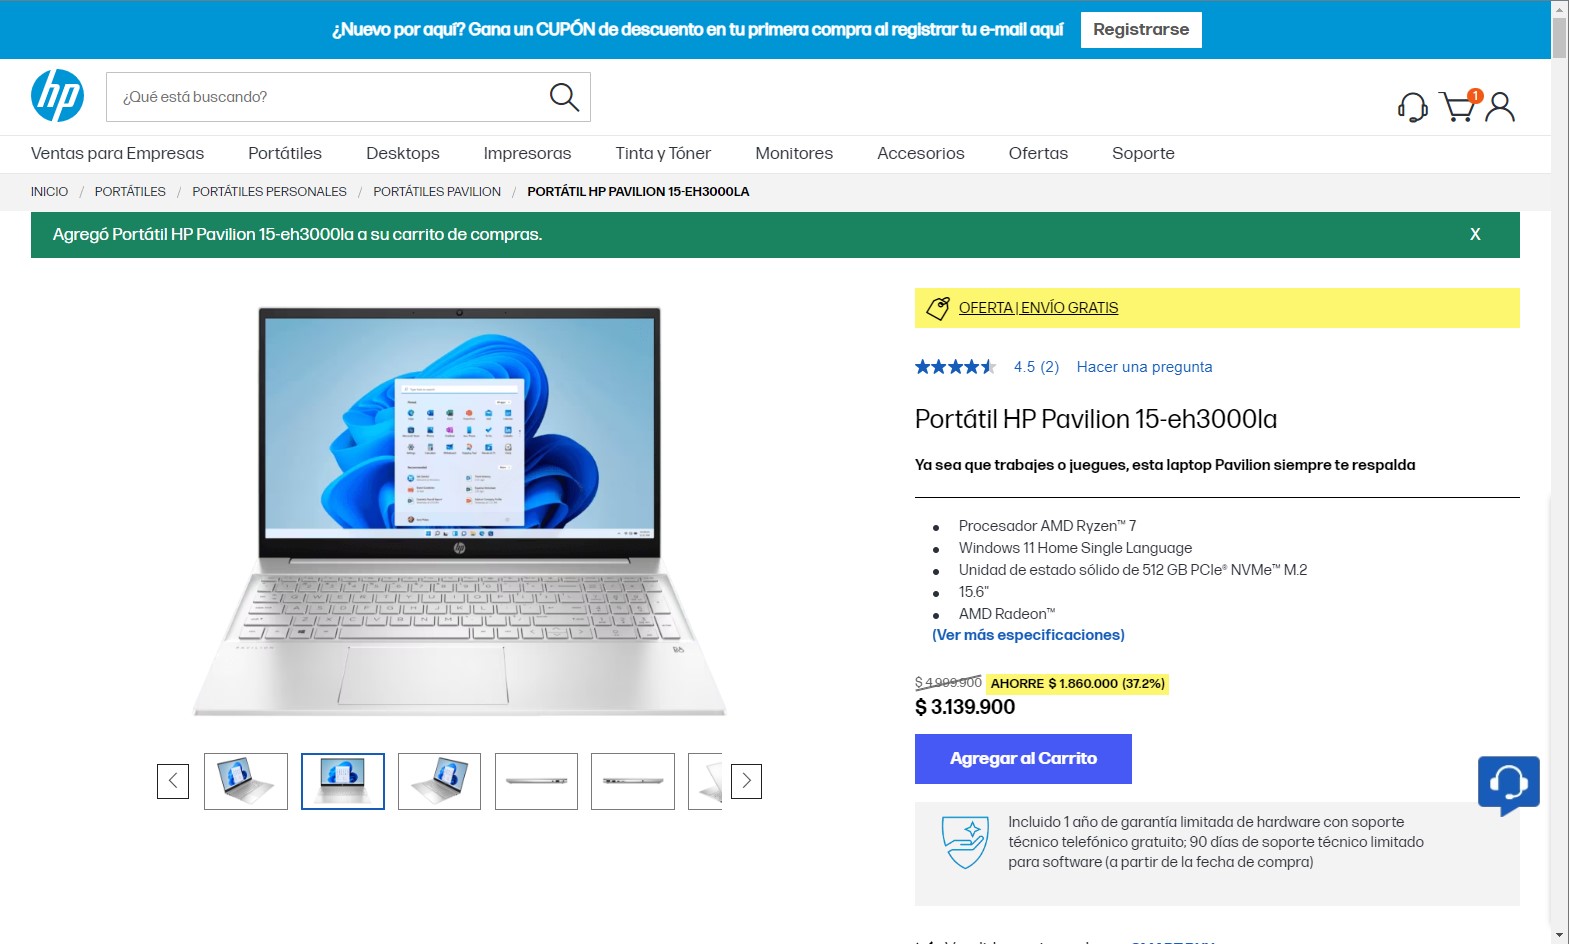 ¿Nuevo por aquí? Gana un CUPÓN de descuento en tu primera compra al registrar tu e-mail aquí
Registrarse
hp
¿Qué está buscando?
1
Ventas para Empresas
Portátiles
Desktops
Impresoras
Tinta y Tóner
Monitores
Accesorios
Ofertas
Soporte
INICIO / PORTÁTILES / PORTÁTILES PERSONALES / PORTÁTILES PAVILION / PORTÁTIL HP PAVILION 15-EH3000LA
Agregó Portátil HP Pavilion 15-eh3000la a su carrito de compras.
X
OFERTA | ENVÍO GRATIS
4.5 (2)
Hacer una pregunta
Portátil HP Pavilion 15-eh3000la
Ya sea que trabajes o juegues, esta laptop Pavilion siempre te respalda
Procesador AMD Ryzen™ 7
Windows 11 Home Single Language
Unidad de estado sólido de 512 GB PCIe® NVMe™ M.2
15.6"
AMD Radeon™
(Ver más especificaciones)
$ 4.999.900
AHORRE $ 1.860.000 (37.2%)
$ 3.139.900
Agregar al Carrito
Incluido 1 año de garantía limitada de hardware con soporte
técnico telefónico gratuito; 90 días de soporte técnico limitado
para software (a partir de la fecha de compra)